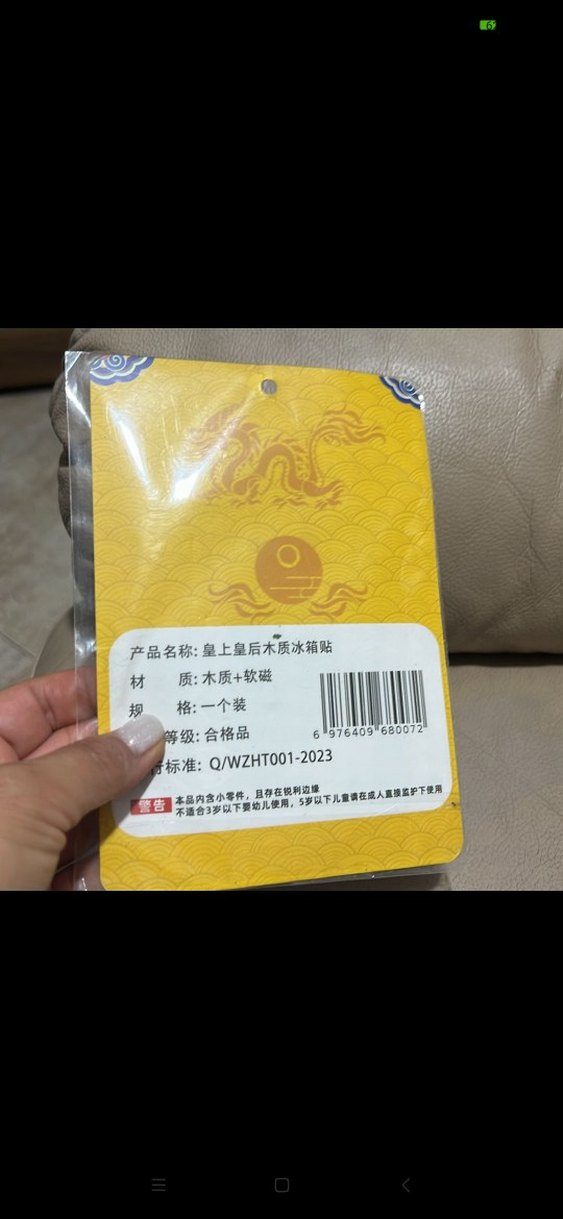 产品名称: 皇上皇后木质冰箱贴
材 质: 木质+软磁
规 格: 一个装
等级: 合格品
行标准: Q/WZHT001-2023
6 976409 680072
警告 本品内含小零件，且存在锐利边缘
不适合3岁以下婴幼儿使用，5岁以下儿童请在成人直接监护下使用